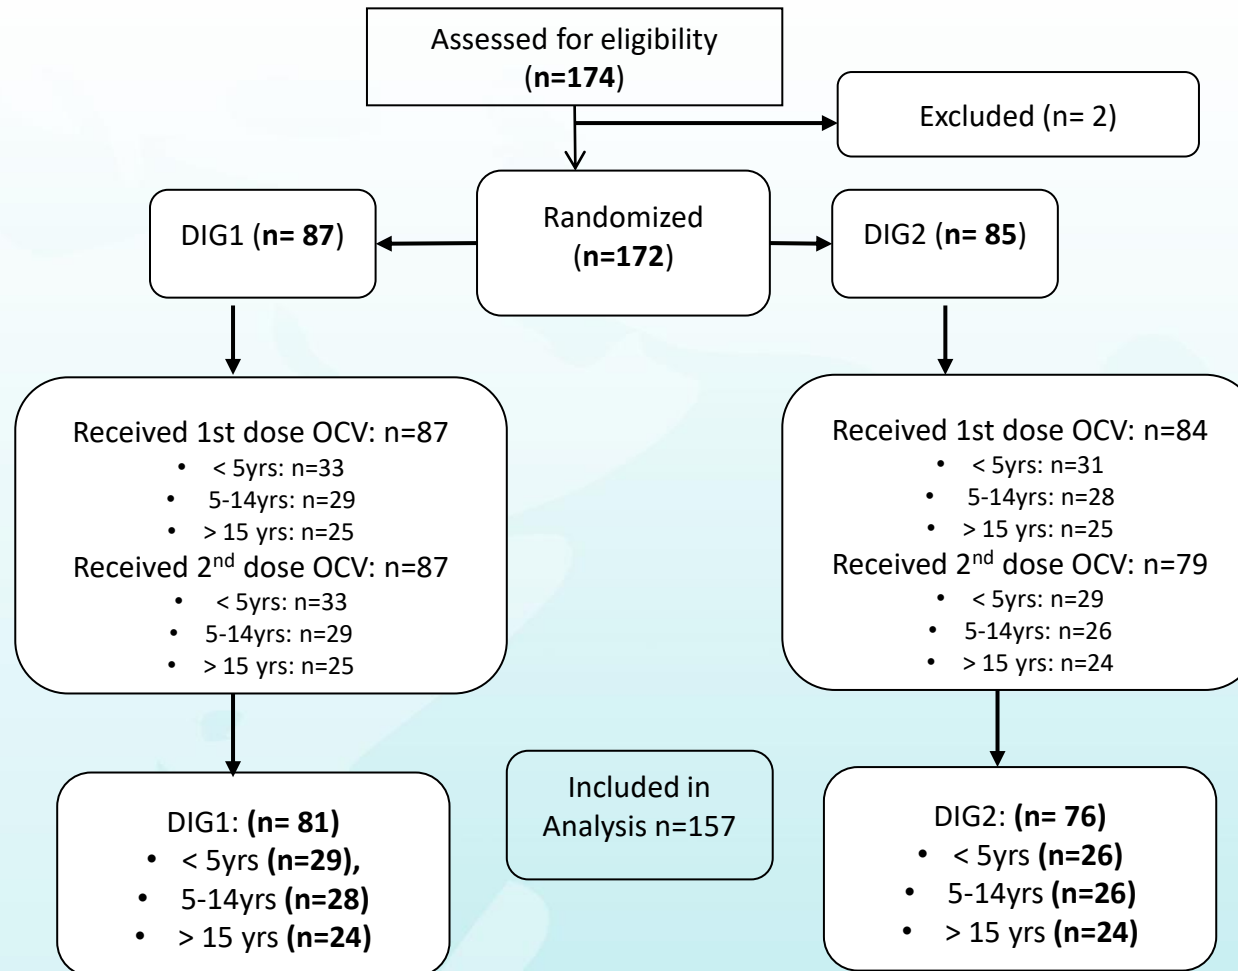 Assessed for eligibility
(n=174)
Excluded (n= 2)
Randomized
(n=172)
DIG1 (n= 87)
DIG2 (n= 85)
Received 1st dose OCV: n=87
• < 5yrs: n=33
• 5-14yrs: n=29
• > 15 yrs: n=25
Received 2nd dose OCV: n=87
• < 5yrs: n=33
• 5-14yrs: n=29
• > 15 yrs: n=25
Received 1st dose OCV: n=84
• < 5yrs: n=31
• 5-14yrs: n=28
• > 15 yrs: n=25
Received 2nd dose OCV: n=79
• < 5yrs: n=29
• 5-14yrs: n=26
• > 15 yrs: n=24
DIG1: (n= 81)
• < 5yrs (n=29),
• 5-14yrs (n=28)
• > 15 yrs (n=24)
Included in
Analysis n=157
DIG2: (n= 76)
• < 5yrs (n=26)
• 5-14yrs (n=26)
• > 15 yrs (n=24)